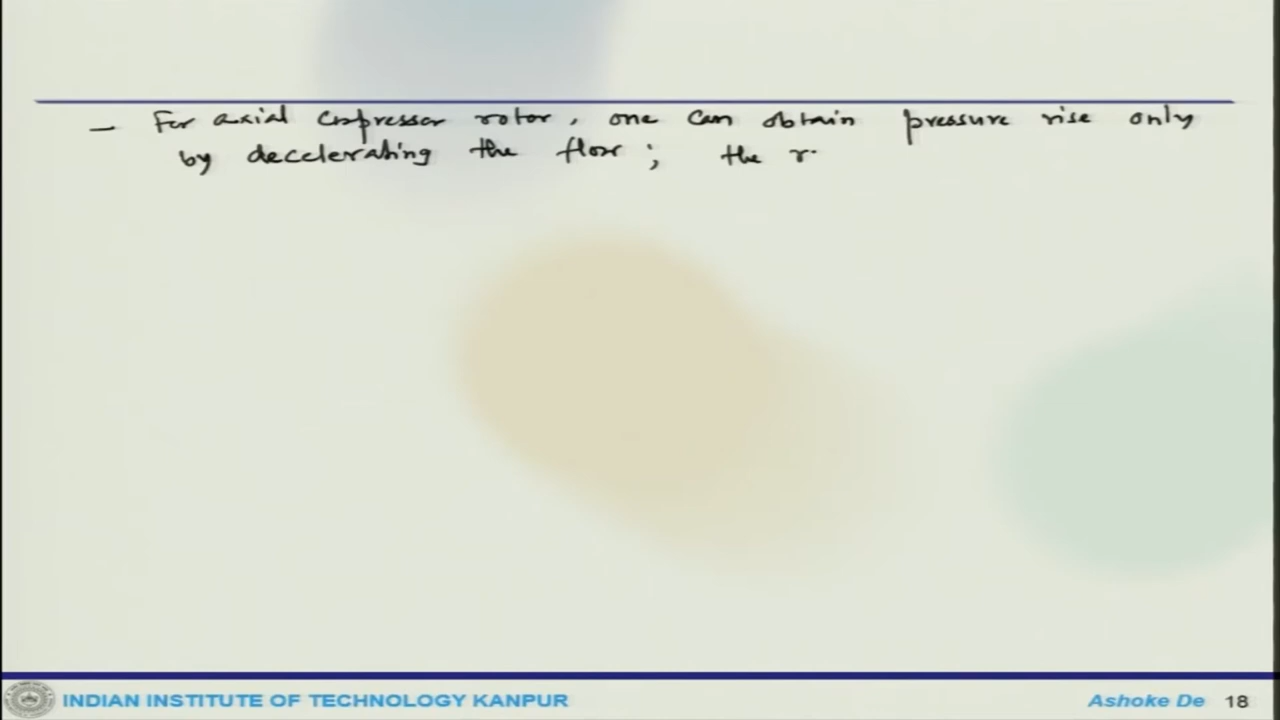 — For axial compressor rotor, one can obtain pressure rise only
by decelerating the flow; the r
INDIAN INSTITUTE OF TECHNOLOGY KANPUR
Ashoke De 18